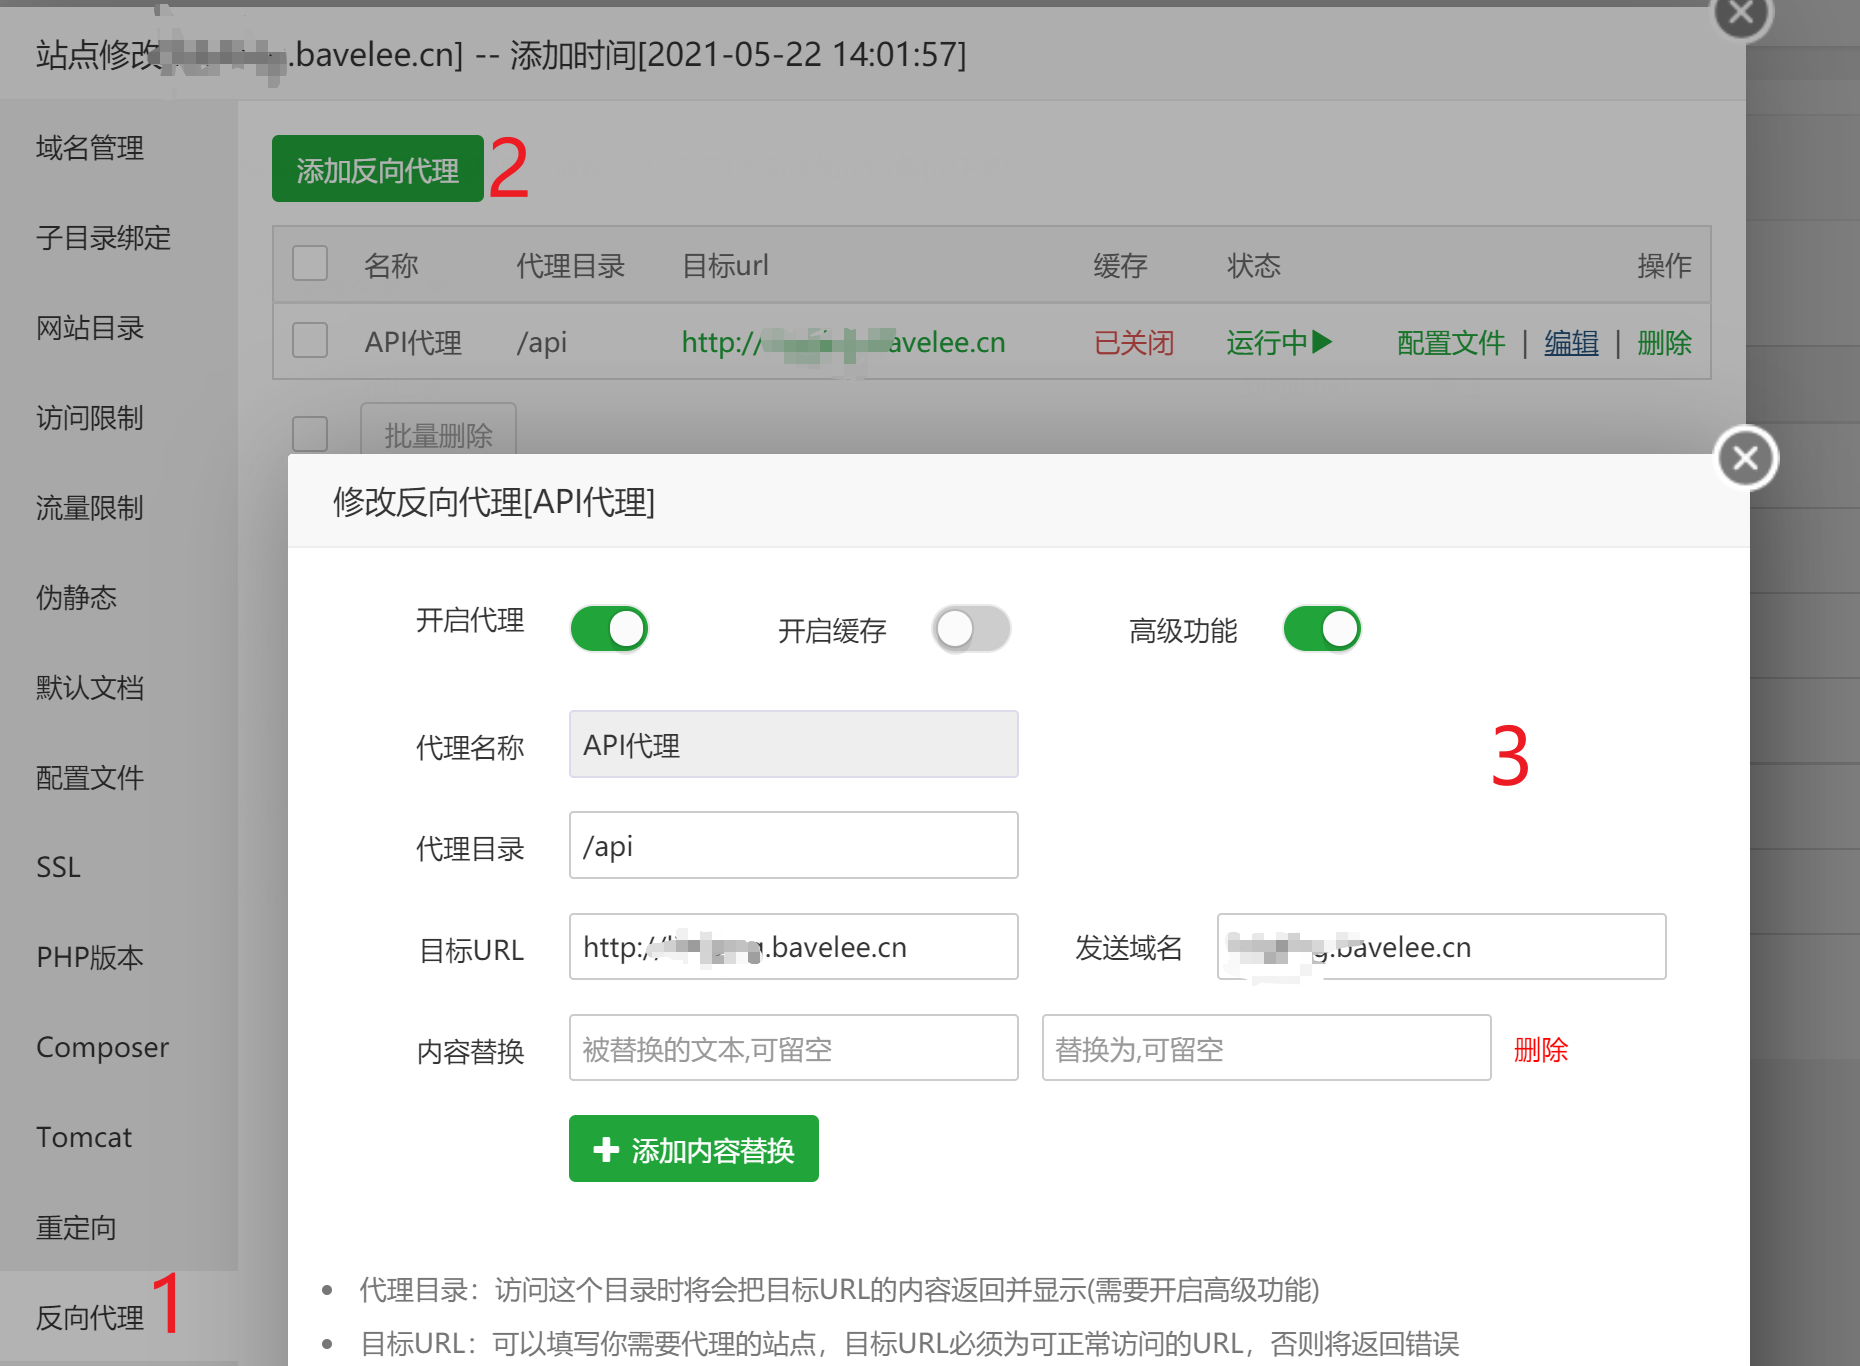 站点修改 .bavelee.cn] -- 添加时间[2021-05-22 14:01:57]
域名管理
子目录绑定
网站目录
访问限制
流量限制
伪静态
默认文档
配置文件
SSL
PHP版本
Composer
Tomcat
重定向
反向代理 1
添加反向代理 2
名称 代理目录 目标url 缓存 状态 操作
API代理 /api http:// avelee.cn 已关闭 运行中 配置文件 | 编辑 | 删除
批量删除
修改反向代理[API代理]
开启代理 开启缓存 高级功能
代理名称 API代理
3
代理目录 /api
目标URL http:// .bavelee.cn 发送域名 g.bavelee.cn
内容替换 被替换的文本,可留空 替换为,可留空 删除
添加内容替换
代理目录：访问这个目录时将会把目标URL的内容返回并显示(需要开启高级功能)
目标URL：可以填写你需要代理的站点，目标URL必须为可正常访问的URL，否则将返回错误